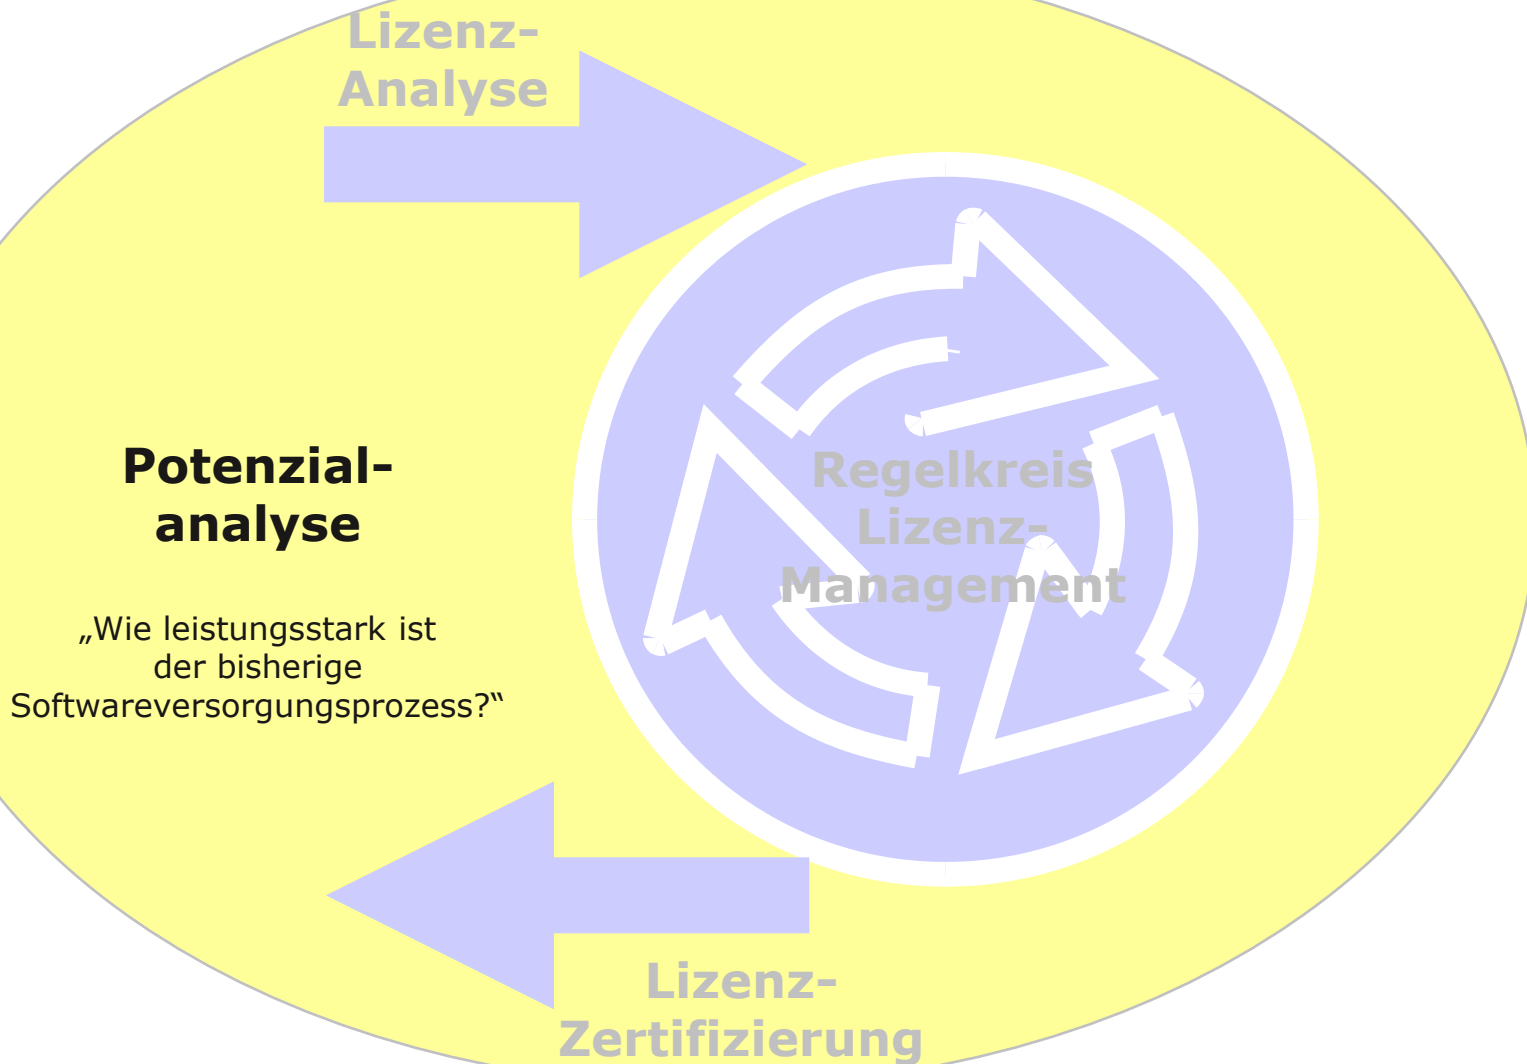 Lizenz-
Analyse
Potenzial-
analyse
„Wie leistungsstark ist
der bisherige
Softwareversorgungsprozess?“
Regelkreis
Lizenz-
Management
Lizenz-
Zertifizierung